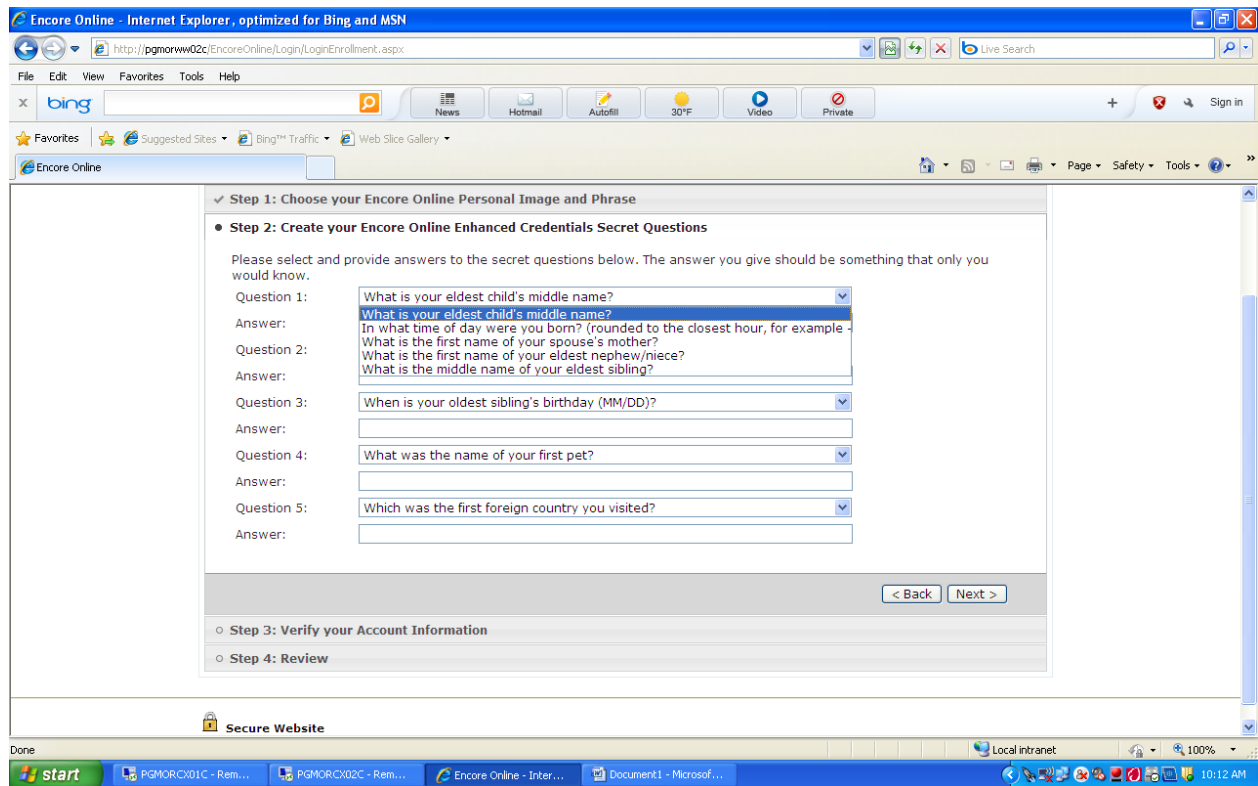 Encore Online - Internet Explorer, optimized for Bing and MSN
http://pgmorww02c/EncoreOnline/Login/LoginEnrollment.aspx
Live Search
File Edit View Favorites Tools Help
x bing News Hotmail Autofill 30°F Video Private + Sign in
Favorites Suggested Sites Bing™ Traffic Web Slice Gallery
Encore Online Page Safety Tools »
Step 1: Choose your Encore Online Personal Image and Phrase
Step 2: Create your Encore Online Enhanced Credentials Secret Questions
Please select and provide answers to the secret questions below. The answer you give should be something that only you
would know.
Question 1: What is your eldest child's middle name?
What is your eldest child's middle name?
Answer: In what time of day were you born? (rounded to the closest hour, for example -
What is the first name of your spouse's mother?
Question 2: What is the first name of your eldest nephew/niece?
What is the middle name of your eldest sibling?
Answer:
Question 3: When is your oldest sibling's birthday (MM/DD)?
Answer:
Question 4: What was the name of your first pet?
Answer:
Question 5: Which was the first foreign country you visited?
Answer:
< Back Next >
Step 3: Verify your Account Information
Step 4: Review
Secure Website
Done Local intranet 100%
start PGMORCX01C - Rem... PGMORCX02C - Rem... Encore Online - Inter... Document1 - Microsof... 10:12 AM